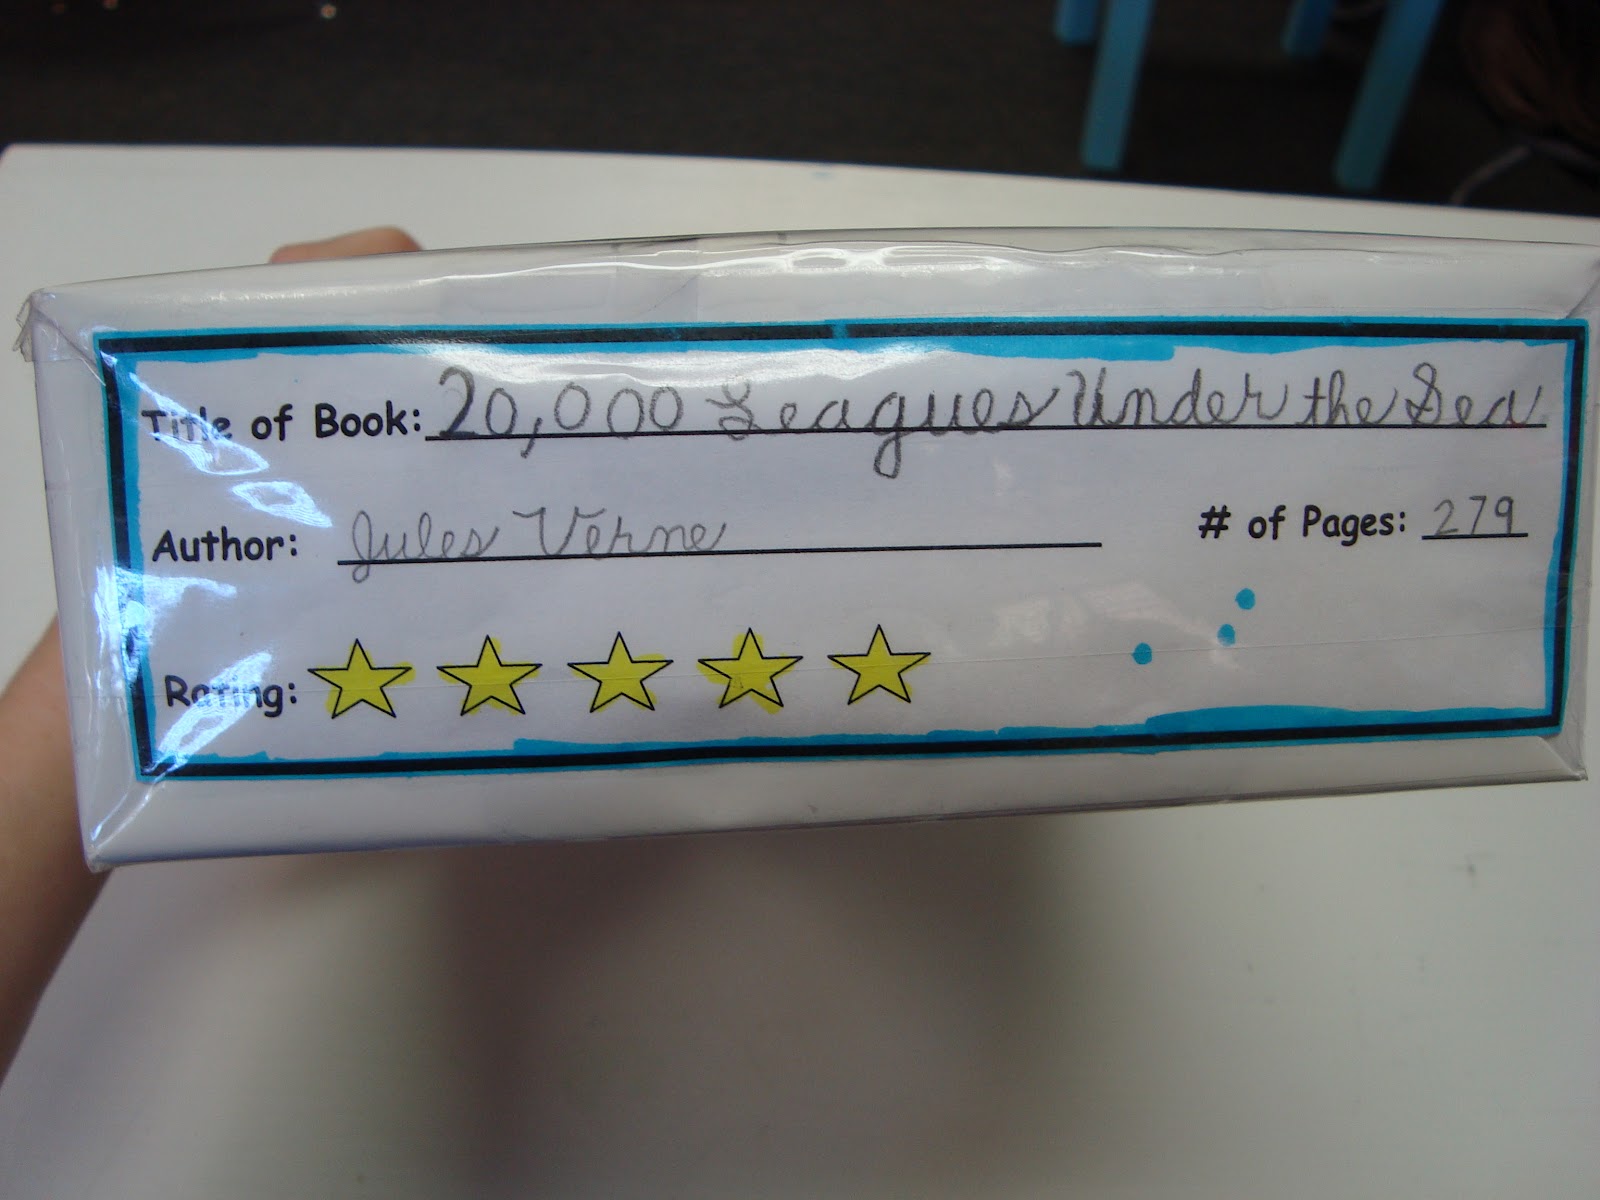 Title of Book: 20,000 Leagues Under the Sea
Author: Jules Verne # of Pages: 279
Rating: